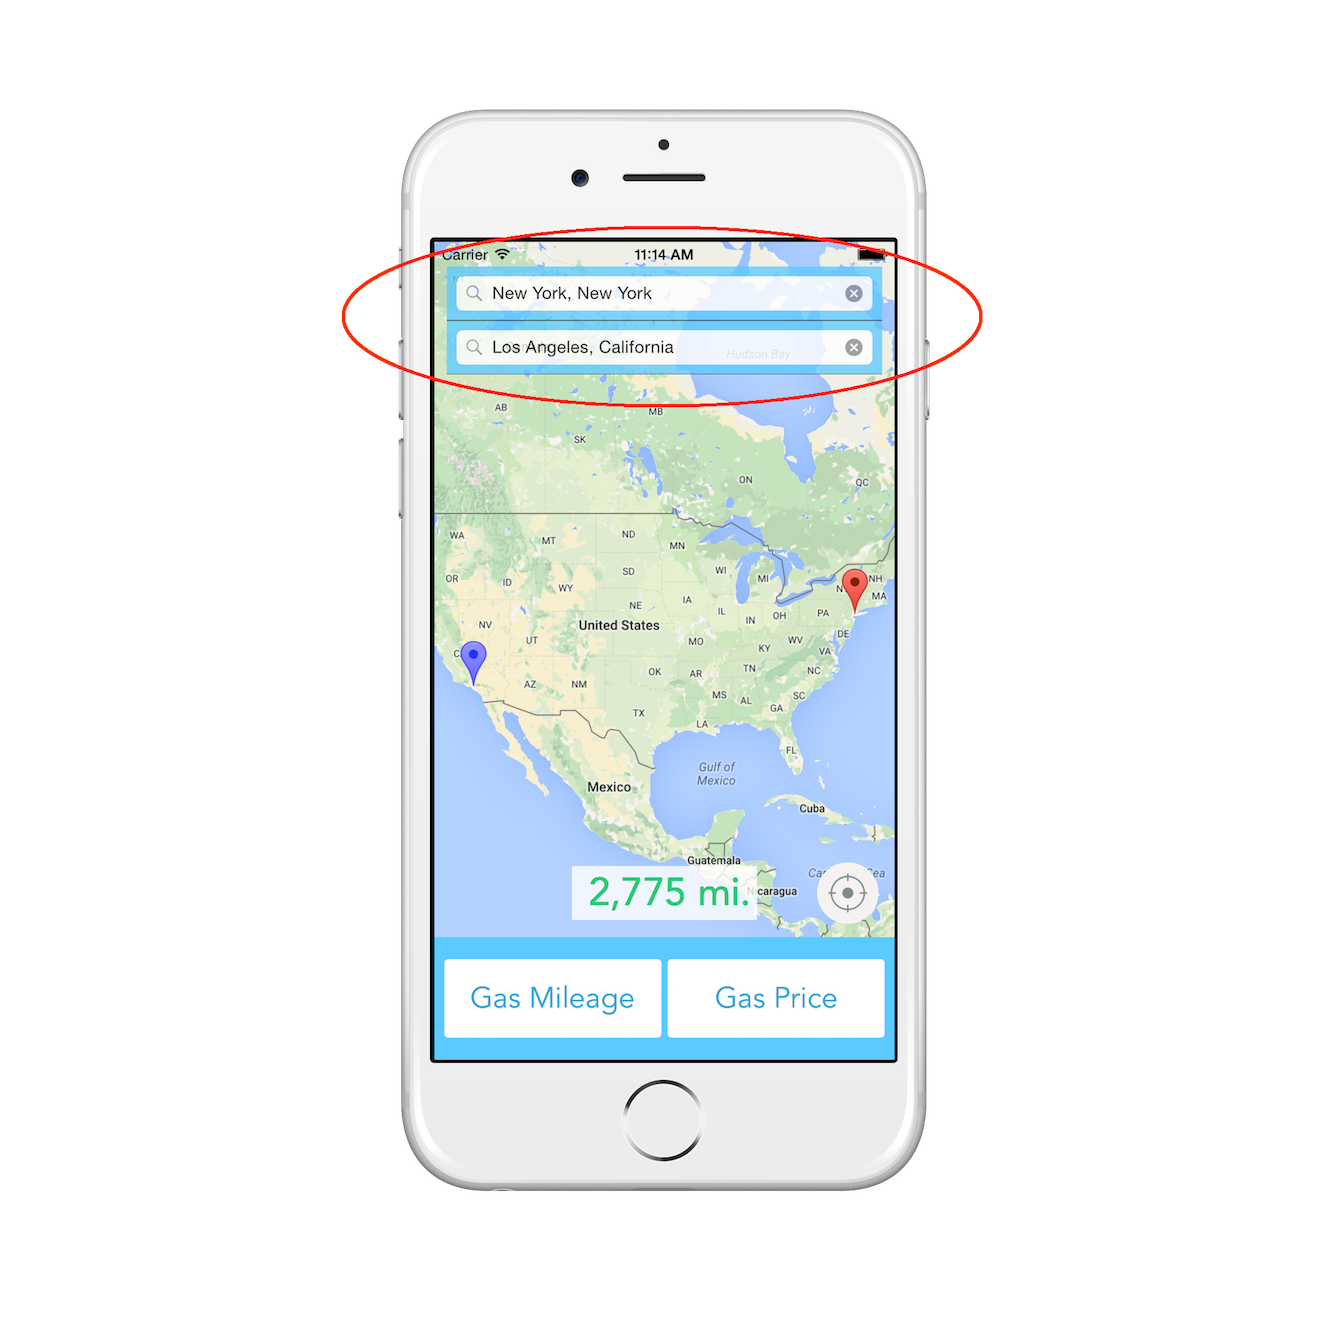 Carrier 11:14 AM
New York, New York
Los Angeles, California
Hudson Bay
AB
MB
SK
ON
QC
WA
MT
ND
MN
OR
ID
WY
SD
WI
MI
NH
MA
NV
UT
NE
IA
IL
IN
OH
PA
United States
MO
KY
WV
VA
DE
AZ
NM
OK
AR
TN
NC
TX
MS
AL
GA
SC
LA
FL
Gulf of
Mexico
Mexico
Cuba
Guatemala
2,775 mi.
Gas Mileage
Gas Price